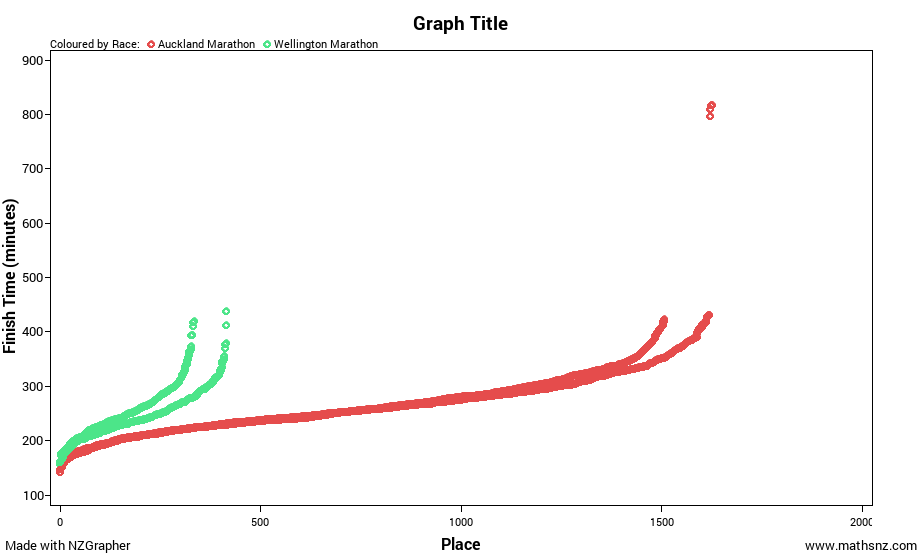 Graph Title
Coloured by Race: Auckland Marathon Wellington Marathon
900
800
700
600
500
400
300
200
100
Finish Time (minutes)
0 500 1000 1500 2000
Place
Made with NZGrapher
www.mathsnz.com